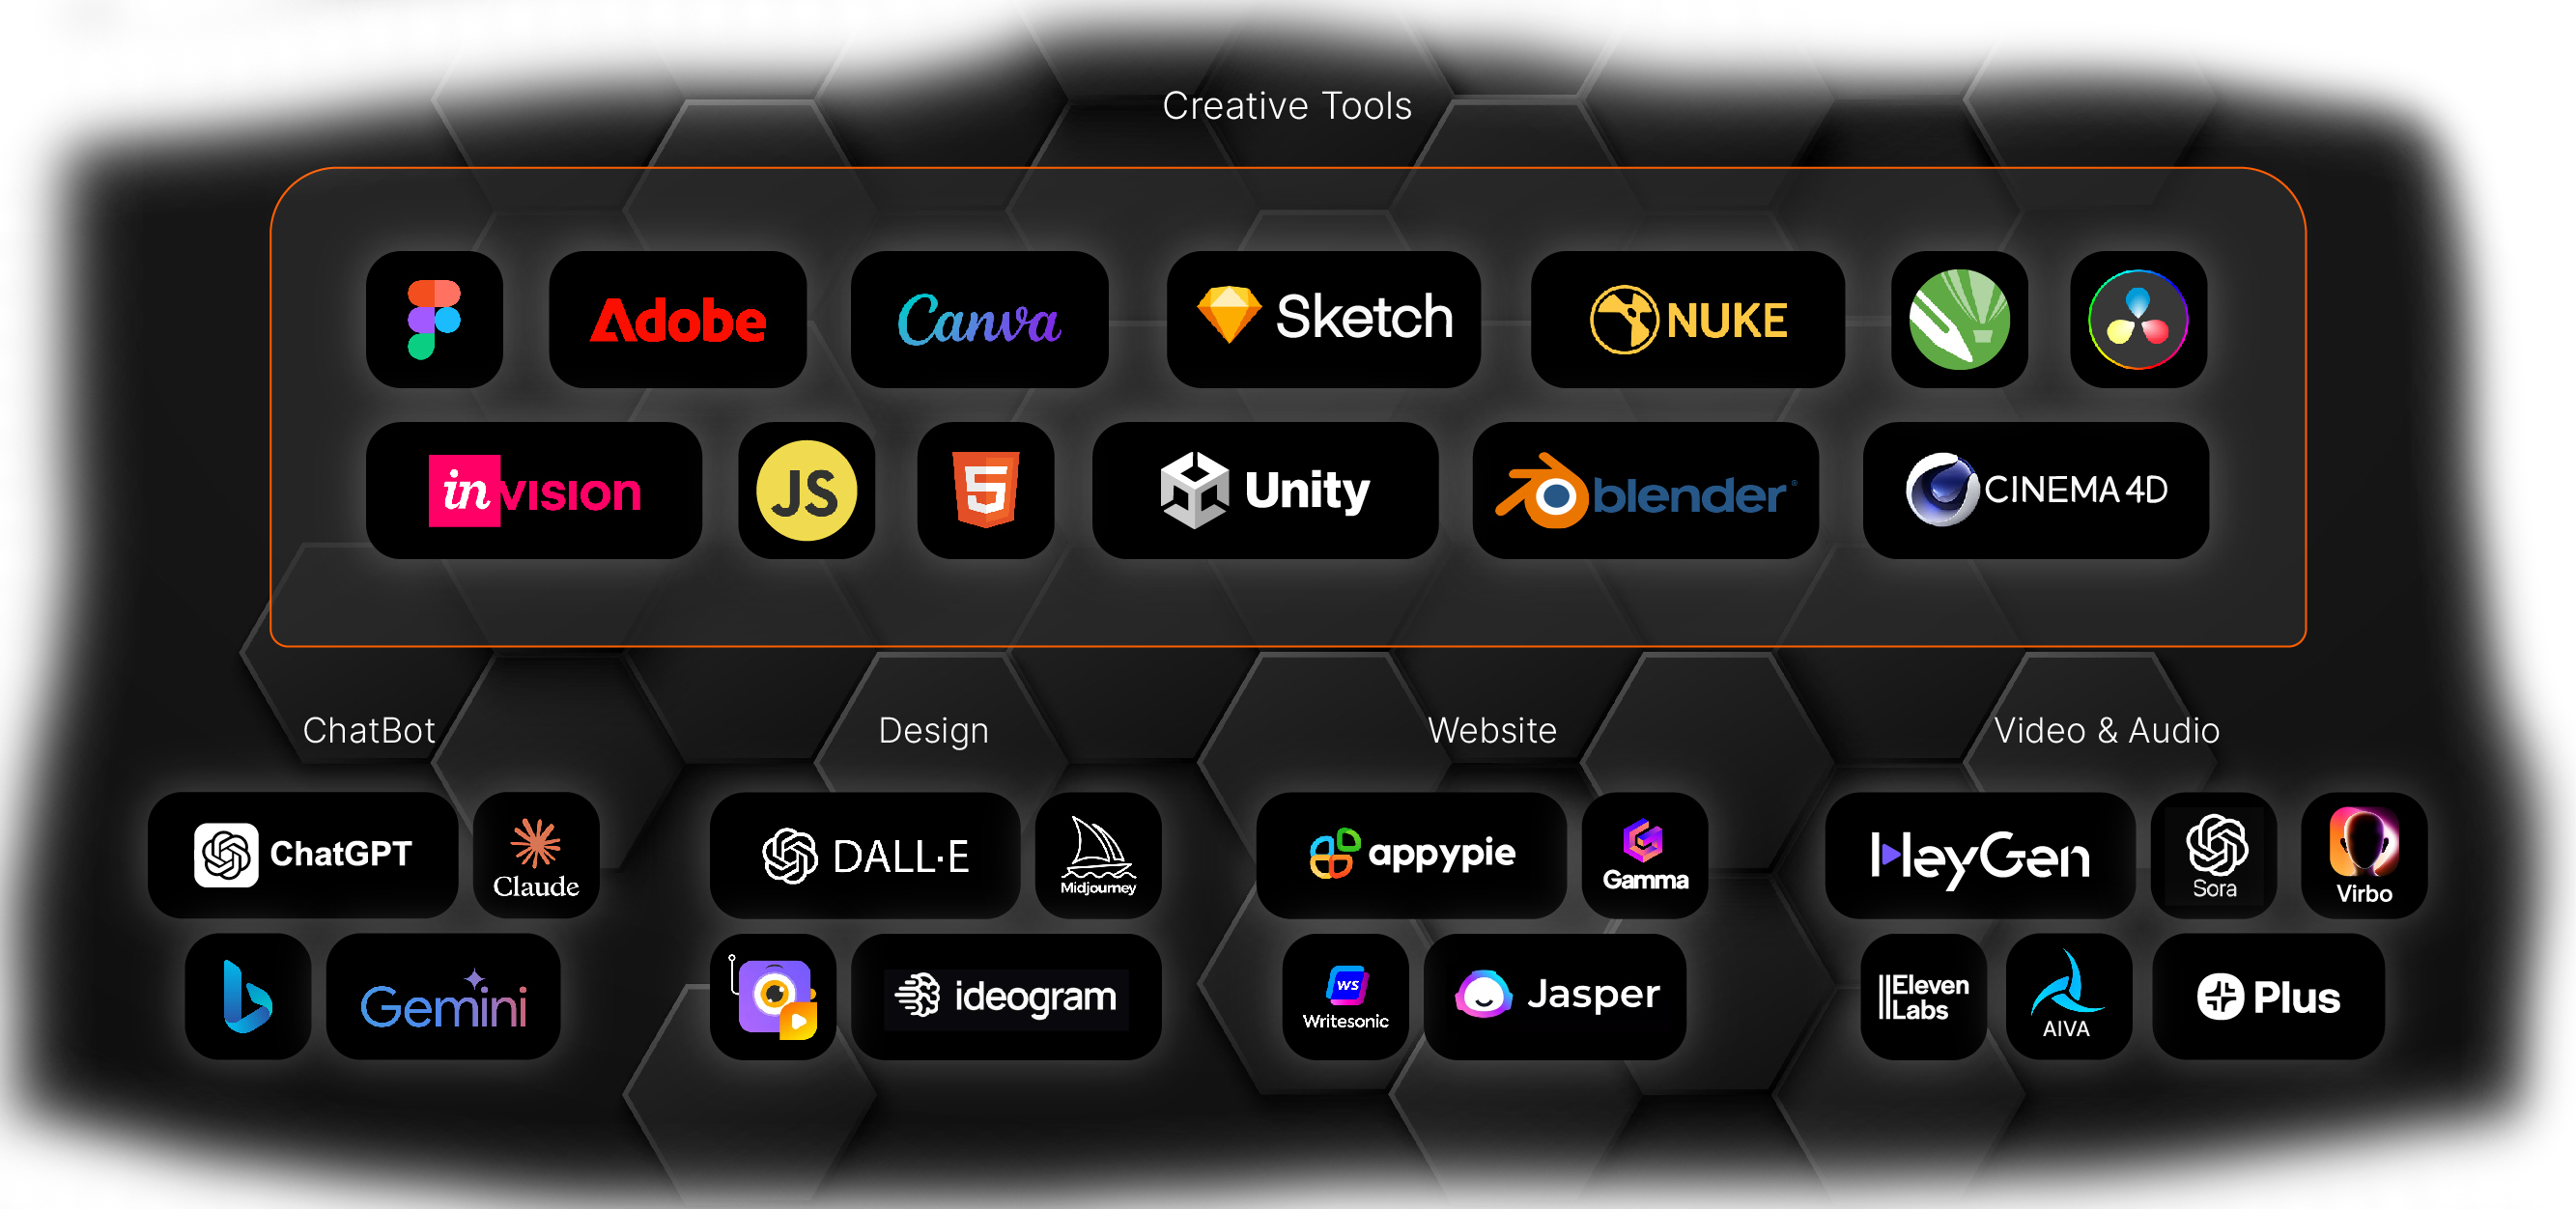 Creative Tools
Adobe
Canva
Sketch
NUKE
invision
JS
5
Unity
blender
CINEMA 4D
ChatBot
Design
Website
Video & Audio
ChatGPT
Claude
DALL·E
Midjourney
appypie
Gamma
HeyGen
Sora
Virbo
Gemini
ideogram
WS
Writesonic
Jasper
ElevenLabs
AIVA
Plus